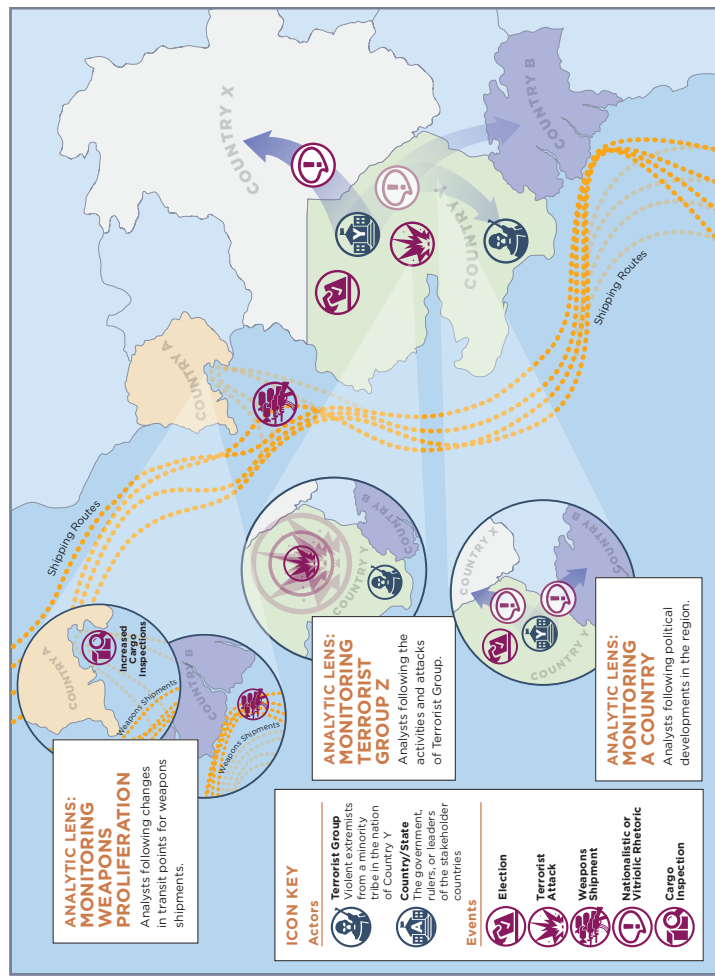 ANALYTIC LENS:
MONITORING
WEAPONS
PROLIFERATION
Analysts following changes
in transit points for weapons
shipments.
COUNTRY A
Increased
Cargo
Inspections
Weapons Shipments
COUNTRY B
Weapons Shipments
Shipping Routes
COUNTRY A
COUNTRY X
COUNTRY Y
COUNTRY B
Y
Shipping Routes
ANALYTIC LENS:
MONITORING
TERRORIST
GROUP Z
Analysts following the
activities and attacks
of Terrorist Group.
COUNTRY Y
COUNTRY B
ANALYTIC LENS:
MONITORING
A COUNTRY
Analysts following political
developments in the region.
COUNTRY X
COUNTRY Y
COUNTRY B
Y
ICON KEY
Actors
Terrorist Group
Violent extremists
from a minority
tribe in the nation
of Country Y
A
Country/State
The government,
rulers, or leaders
of the stakeholder
countries
Events
Election
Terrorist
Attack
Weapons
Shipment
Nationalistic or
Vitriolic Rhetoric
Cargo
Inspection